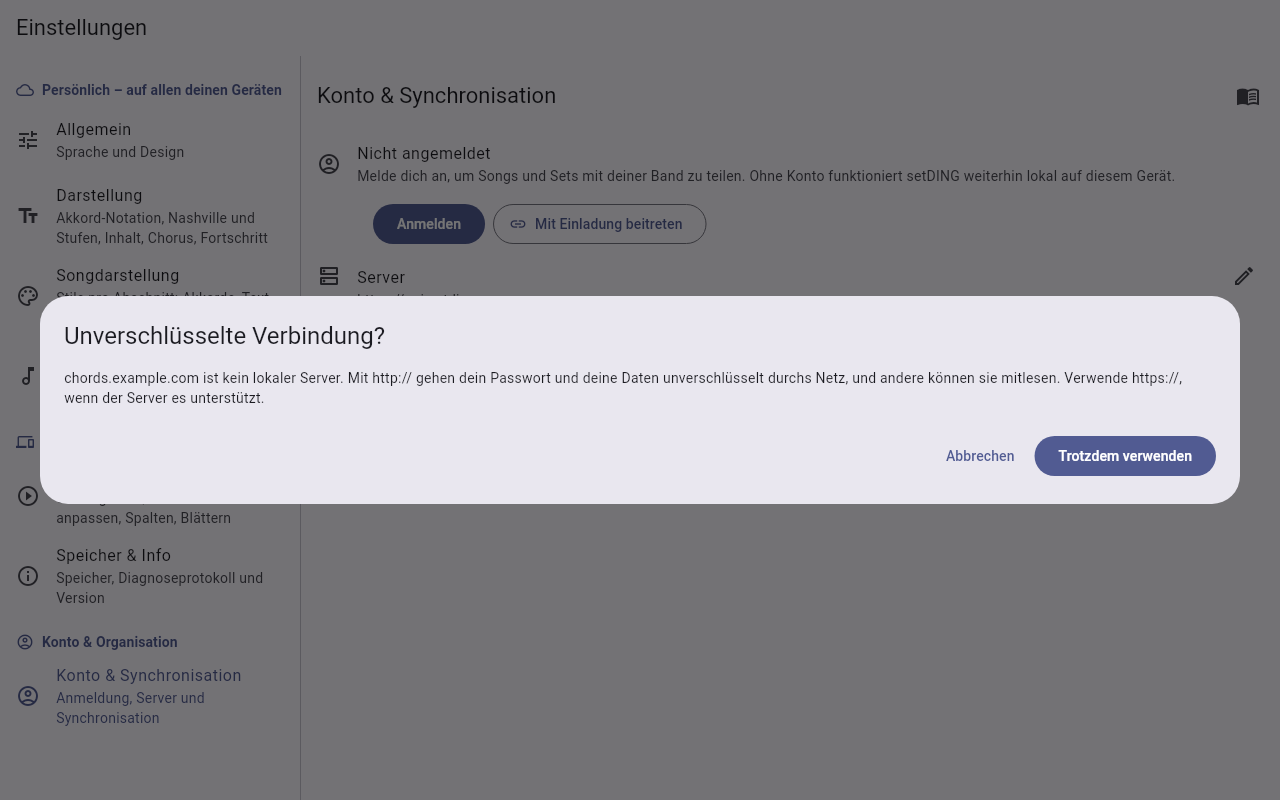 Einstellungen
Persönlich – auf allen deinen Geräten
Allgemein
Sprache und Design
Darstellung
Akkord-Notation, Nashville und
Stufen, Inhalt, Chorus, Fortschritt
Songdarstellung
Konto & Synchronisation
Nicht angemeldet
Melde dich an, um Songs und Sets mit deiner Band zu teilen. Ohne Konto funktioniert setDING weiterhin lokal auf diesem Gerät.
Anmelden
Mit Einladung beitreten
Server
Unverschlüsselte Verbindung?
chords.example.com ist kein lokaler Server. Mit http:// gehen dein Passwort und deine Daten unverschlüsselt durchs Netz, und andere können sie mitlesen. Verwende https://,
wenn der Server es unterstützt.
Abbrechen
Trotzdem verwenden
anpassen, Spalten, Blättern
Speicher & Info
Speicher, Diagnoseprotokoll und
Version
Konto & Organisation
Konto & Synchronisation
Anmeldung, Server und
Synchronisation